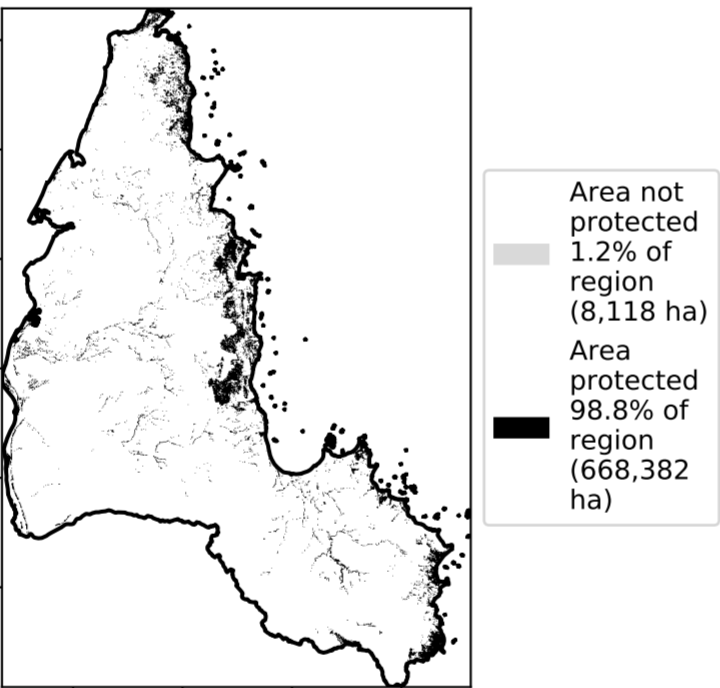 Area not
protected
1.2% of
region
(8,118 ha)
Area
protected
98.8% of
region
(668,382
ha)